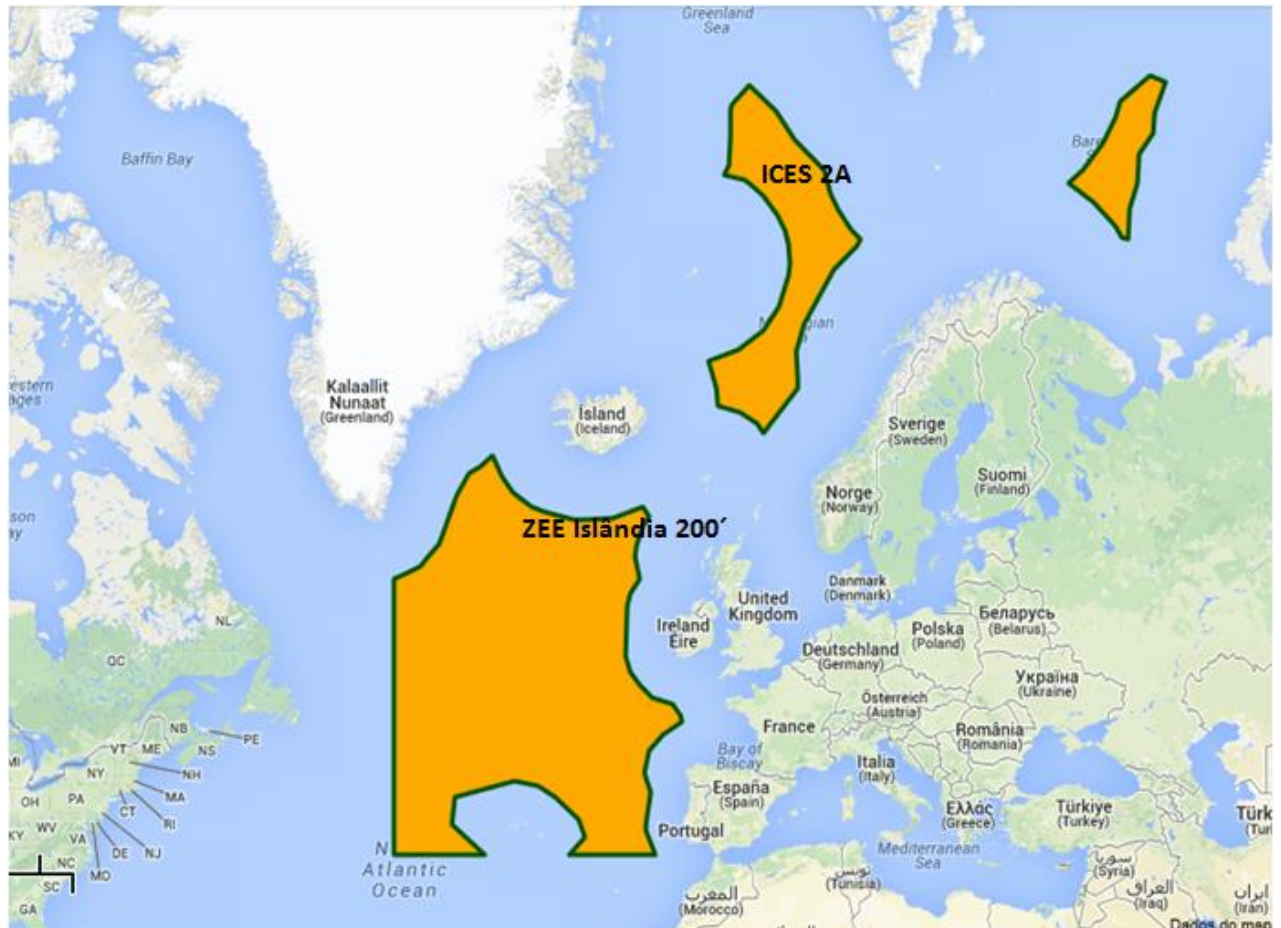 Greenland
Sea
Baffin Bay
ICES 2A
Kalaallit
Nunaat
(Greenland)
Ísland
(Iceland)
Sverige
(Sweden)
Suomi
(Finland)
Norge
(Norway)
ZEE Islândia 200´
Danmark
(Denmark)
United
Kingdom
Ireland
Éire
Беларусь
(Belarus)
Polska
(Poland)
Deutschland
(Germany)
Україна
(Ukraine)
Österreich
(Austria)
France
România
(Romania)
Bay of
Biscay
Italia
(Italy)
España
(Spain)
Portugal
Ελλάς
(Greece)
Türkiye
(Turkey)
Mediterranean
Sea
تونس
(Tunisia)
سوريا
(Syria)
العراق
(Iraq)
ایران
(Iran)
المغرب
(Morocco)
NL
QC
NB
PE
NS
VT
ME
NH
NY
MA
PA
OH
CT
RI
WV
VA
DE
NJ
MD
NC
SC
GA
N
Atlantic
Ocean
Dados do map